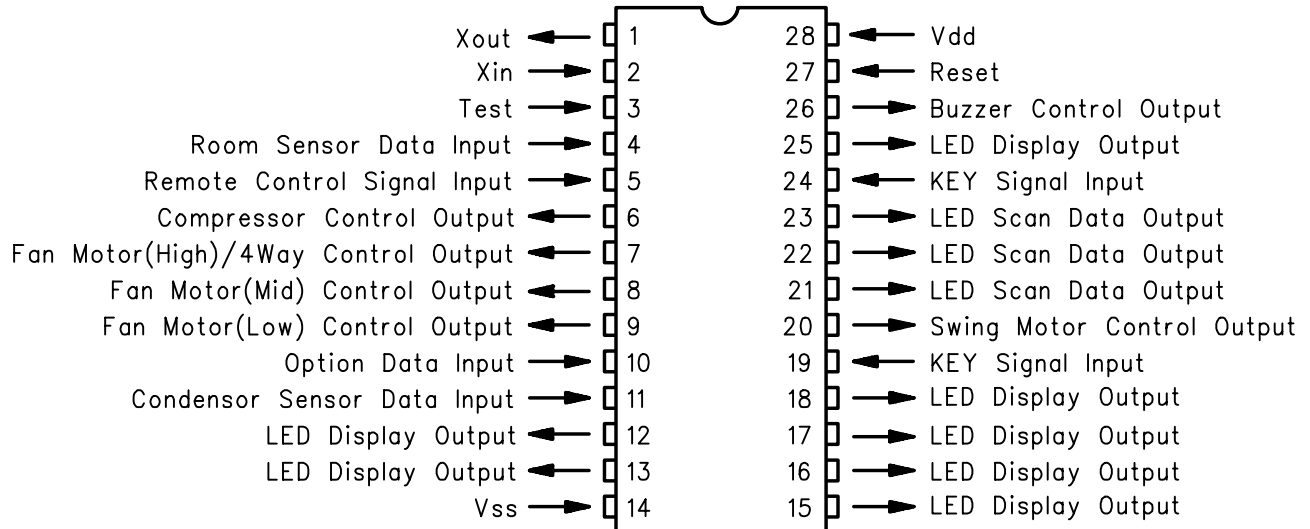 Xout 1 28 Vdd
Xin 2 27 Reset
Test 3 26 Buzzer Control Output
Room Sensor Data Input 4 25 LED Display Output
Remote Control Signal Input 5 24 KEY Signal Input
Compressor Control Output 6 23 LED Scan Data Output
Fan Motor(High)/4Way Control Output 7 22 LED Scan Data Output
Fan Motor(Mid) Control Output 8 21 LED Scan Data Output
Fan Motor(Low) Control Output 9 20 Swing Motor Control Output
Option Data Input 10 19 KEY Signal Input
Condensor Sensor Data Input 11 18 LED Display Output
LED Display Output 12 17 LED Display Output
LED Display Output 13 16 LED Display Output
Vss 14 15 LED Display Output